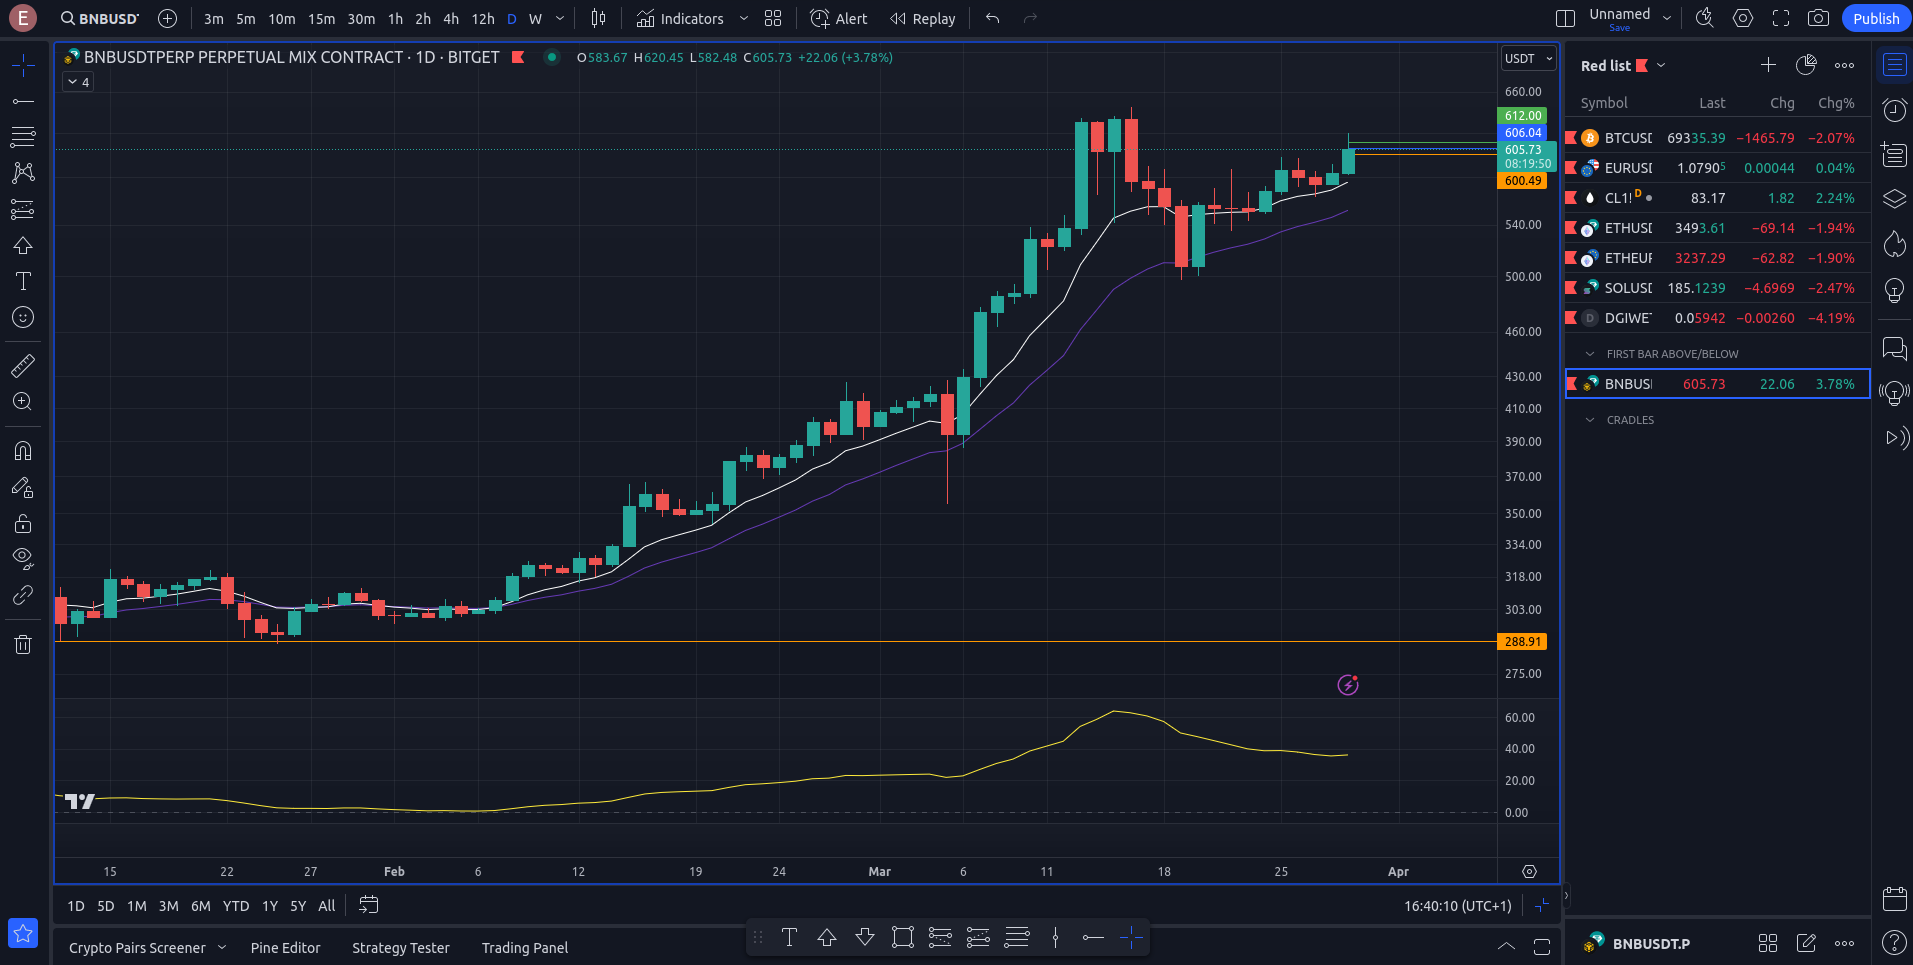 E BNBUSDT 3m 5m 10m 15m 30m 1h 2h 4h 12h D W Indicators Alert Replay Unnamed Save Publish
BNBUSDTPERP PERPETUAL MIX CONTRACT · 1D · BITGET O583.67 H620.45 L582.48 C605.73 +22.06 (+3.78%)
4
USDT
660.00
612.00
606.04
605.73
08:19:50
600.49
540.00
500.00
460.00
430.00
410.00
390.00
370.00
350.00
334.00
318.00
303.00
288.91
275.00
60.00
40.00
20.00
0.00
15 22 27 Feb 6 12 19 24 Mar 6 11 18 25 Apr
1D 5D 1M 3M 6M YTD 1Y 5Y All 16:40:10 (UTC+1)
Crypto Pairs Screener Pine Editor Strategy Tester Trading Panel
Red list
Symbol Last Chg Chg%
BTCUSD 69335.39 −1465.79 −2.07%
EURUSD 1.07905 0.00044 0.04%
CL1! D 83.17 1.82 2.24%
ETHUSD 3493.61 −69.14 −1.94%
ETHEUR 3237.29 −62.82 −1.90%
SOLUSD 185.1239 −4.6969 −2.47%
D DGIWE 0.05942 −0.00260 −4.19%
FIRST BAR ABOVE/BELOW
BNBUS 605.73 22.06 3.78%
CRADLES
BNBUSDT.P